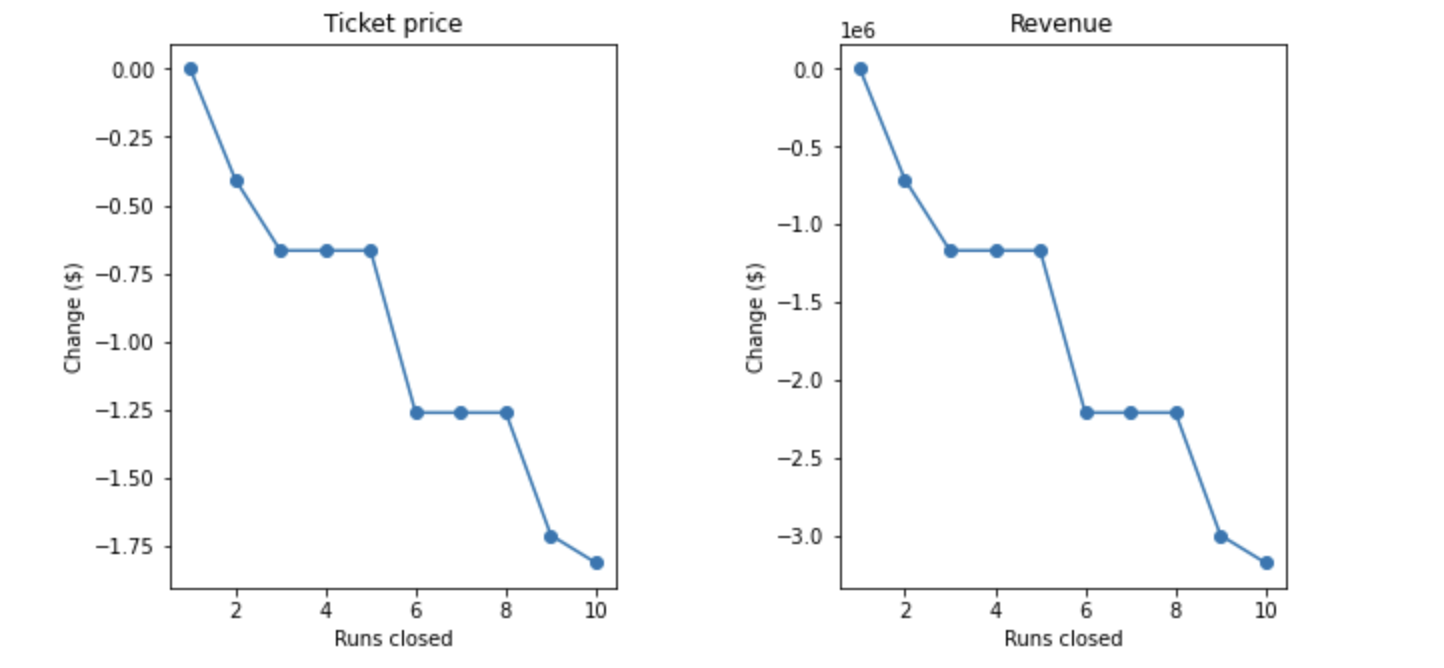 Ticket price
0.00
−0.25
−0.50
−0.75
−1.00
−1.25
−1.50
−1.75
Change ($)
2 4 6 8 10
Runs closed
Revenue
1e6
0.0
−0.5
−1.0
−1.5
−2.0
−2.5
−3.0
Change ($)
2 4 6 8 10
Runs closed